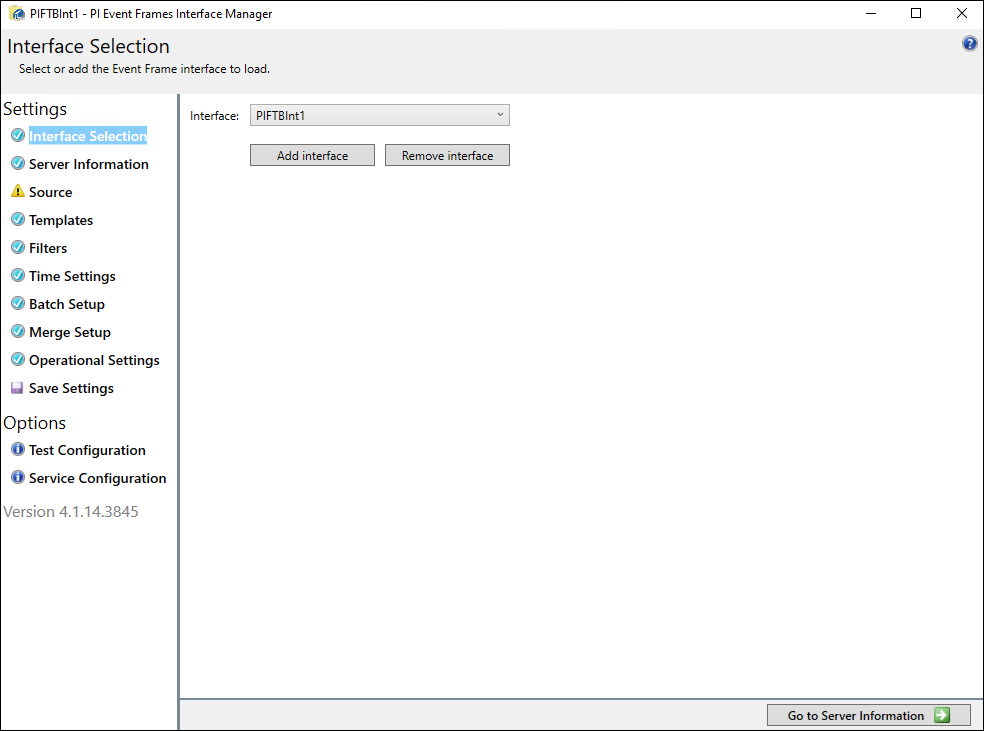 PIFTBInt1 - PI Event Frames Interface Manager
Interface Selection
Select or add the Event Frame interface to load.
Settings
Interface Selection
Server Information
Source
Templates
Filters
Time Settings
Batch Setup
Merge Setup
Operational Settings
Save Settings
Options
Test Configuration
Service Configuration
Version 4.1.14.3845
Interface: PIFTBInt1
Add interface Remove interface
Go to Server Information